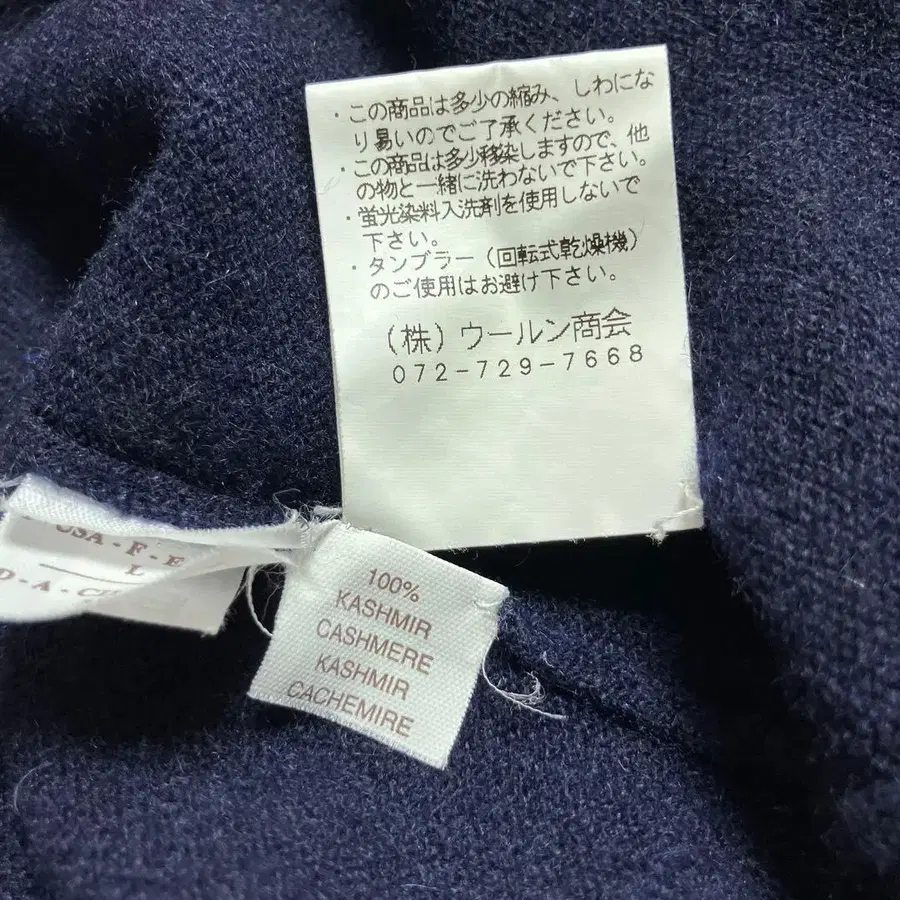 ・この商品は多少の縮み、しわにな
り易いのでご了承ください。
・この商品は多少移染しますので、他
の物と一緒に洗わないで下さい。
・蛍光染料入洗剤を使用しないで
下さい。
・タンブラー（回転式乾燥機）
のご使用はお避け下さい。
（株）ウールン商会
072-729-7668
USA-F-E
L
D-A-CH
100%
KASHMIR
CASHMERE
KASHMIR
CACHEMIRE